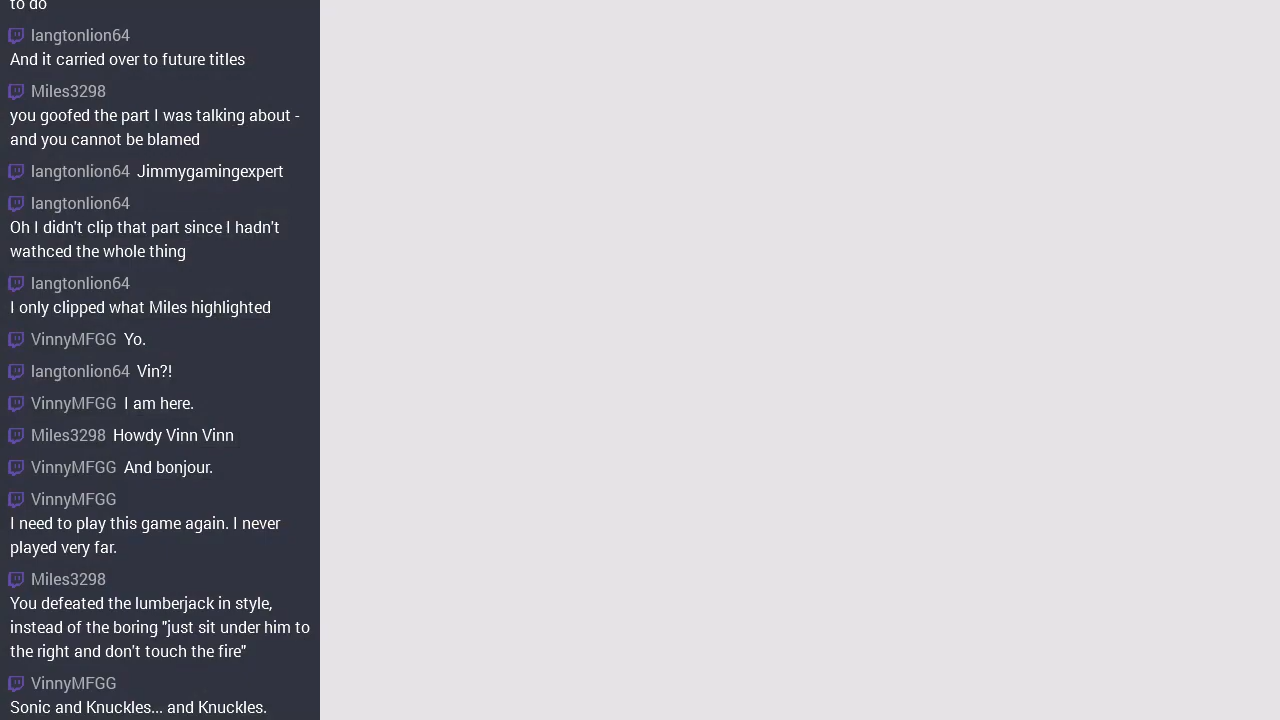 to do
langtonlion64
And it carried over to future titles
Miles3298
you goofed the part I was talking about -
and you cannot be blamed
langtonlion64 Jimmygamingexpert
langtonlion64
Oh I didn't clip that part since I hadn't
wathced the whole thing
langtonlion64
I only clipped what Miles highlighted
VinnyMFGG Yo.
langtonlion64 Vin?!
VinnyMFGG I am here.
Miles3298 Howdy Vinn Vinn
VinnyMFGG And bonjour.
VinnyMFGG
I need to play this game again. I never
played very far.
Miles3298
You defeated the lumberjack in style,
instead of the boring "just sit under him to
the right and don't touch the fire"
VinnyMFGG
Sonic and Knuckles... and Knuckles.